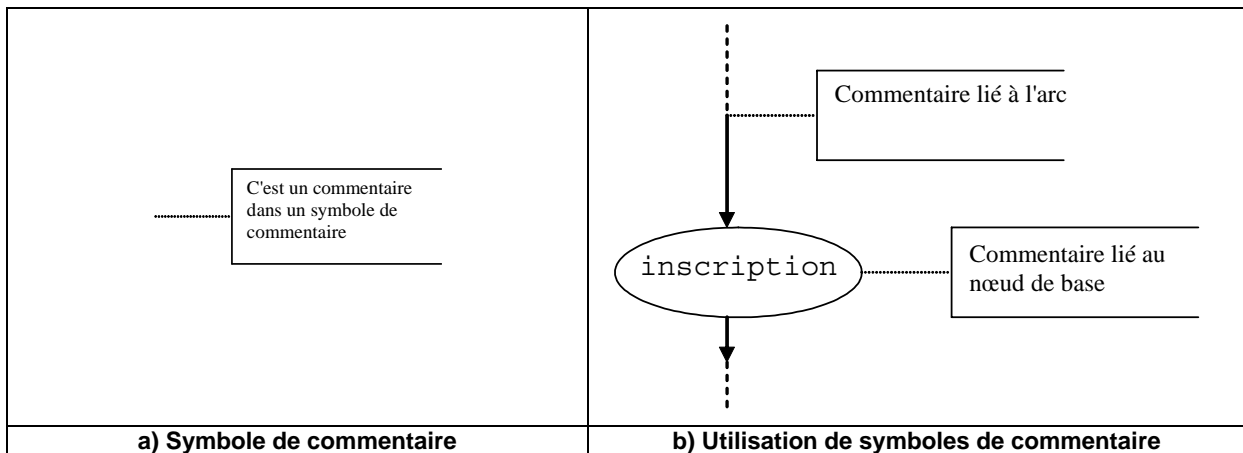 C'est un commentaire
dans un symbole de
commentaire
a) Symbole de commentaire
Commentaire lié à l'arc
inscription
Commentaire lié au
nœud de base
b) Utilisation de symboles de commentaire